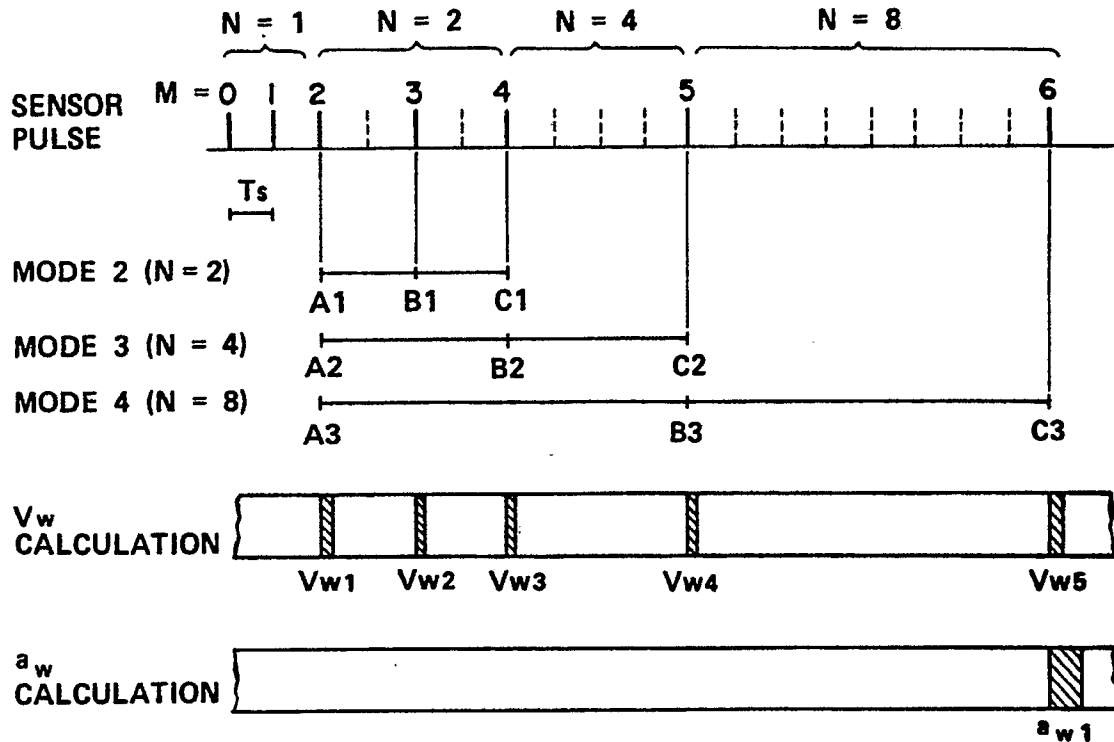 N = 1 N = 2 N = 4 N = 8
SENSOR PULSE M = 0 1 2 3 4 5 6
Ts
MODE 2 (N = 2)
A1 B1 C1
MODE 3 (N = 4)
A2 B2 C2
MODE 4 (N = 8)
A3 B3 C3
Vw CALCULATION
Vw1 Vw2 Vw3 Vw4 Vw5
aw CALCULATION
aw1